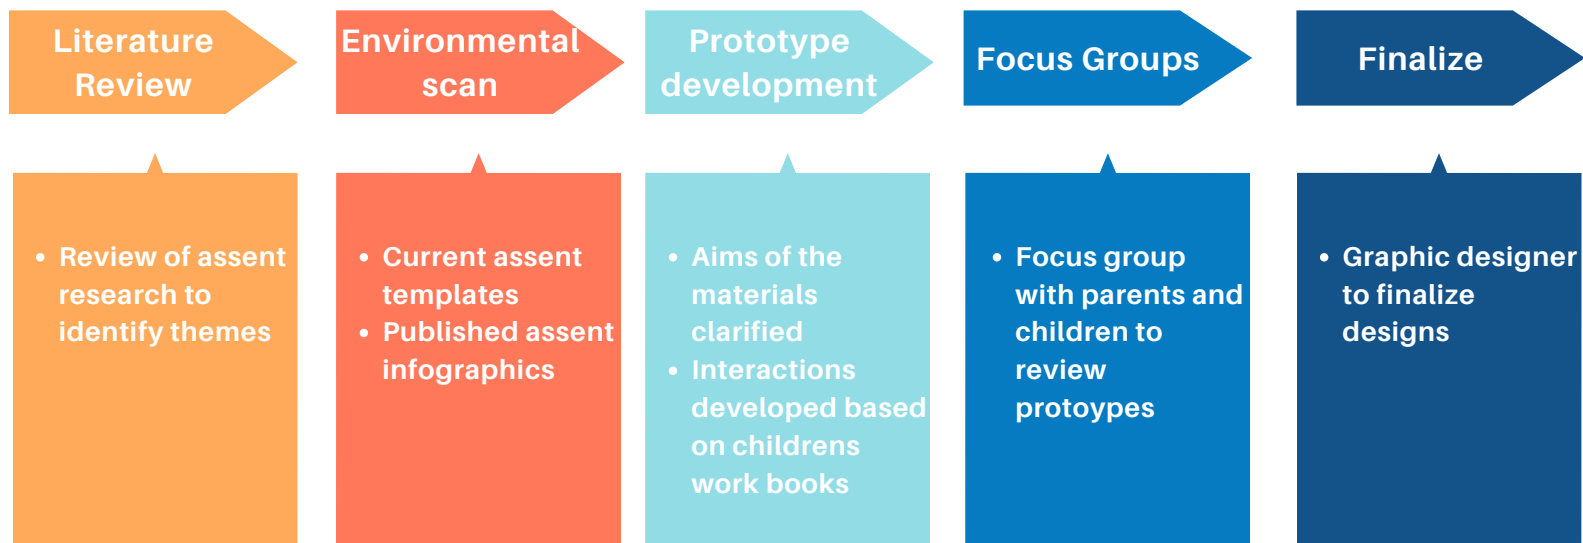 Literature
Review
Environmental
scan
Prototype
development
Focus Groups
Finalize
• Review of assent
research to
identify themes
• Current assent
templates
• Published assent
infographics
• Aims of the
materials
clarified
• Interactions
developed based
on childrens
work books
• Focus group
with parents and
children to
review
protoypes
• Graphic designer
to finalize
designs